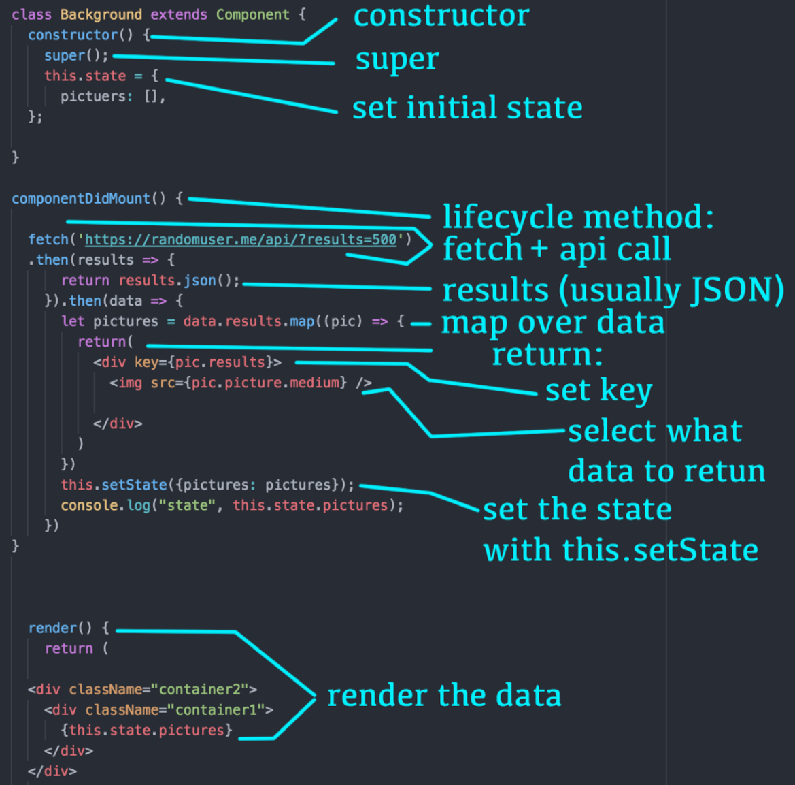 class Background extends Component {
constructor() {
constructor
super();
super
this.state = {
pictuers: [],
set initial state
};
}
componentDidMount() {
lifecycle method:
fetch('https://randomuser.me/api/?results=500')
fetch + api call
.then(results => {
return results.json();
results (usually JSON)
}).then(data => {
let pictures = data.results.map((pic) => {
map over data
return(
return:
<div key={pic.results}>
set key
<img src={pic.picture.medium} />
select what
</div>
)
data to retun
})
this.setState({pictures: pictures});
console.log("state", this.state.pictures);
set the state
})
}
with this.setState
render() {
return (
<div className="container2">
render the data
<div className="container1">
{this.state.pictures}
</div>
</div>